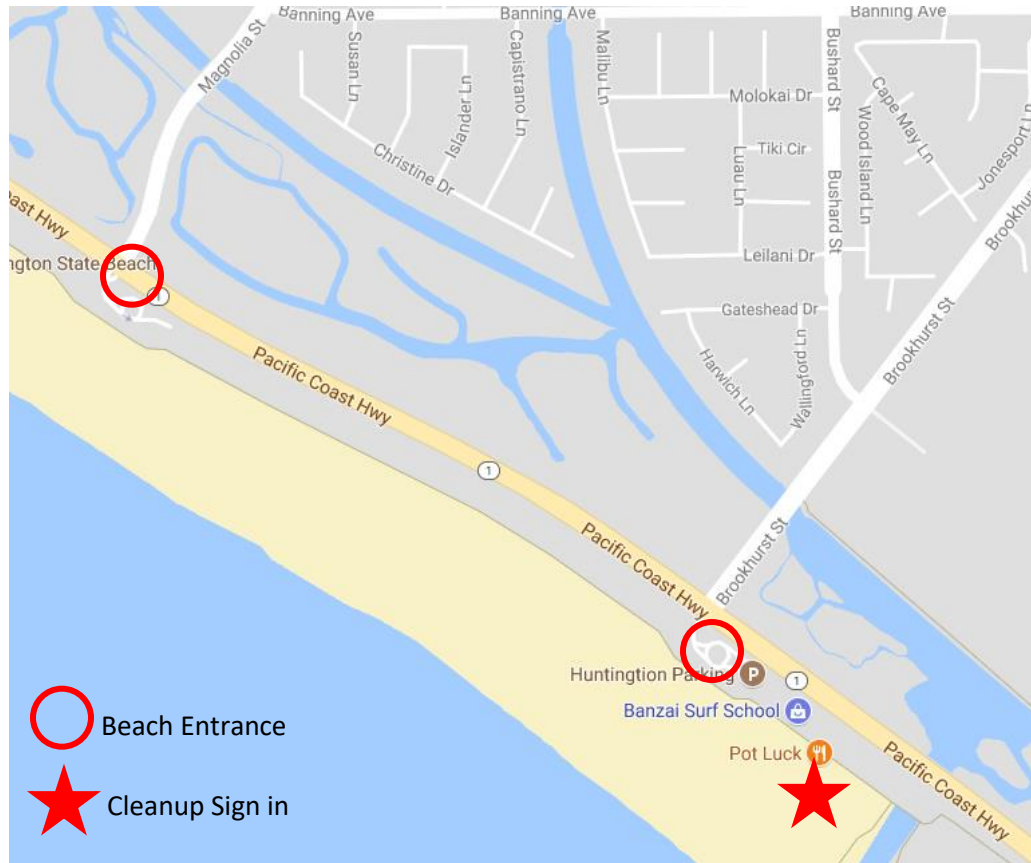 Banning Ave
Banning Ave
Banning Ave
Magnolia St
Susan Ln
Islander Ln
Capistrano Ln
Malibu Ln
Christine Dr
Molokai Dr
Bushard St
Cape May Ln
Wood Island Ln
Jonesport
Tiki Cir
Luau Ln
Bushard St
Leilani Dr
Brookhur
Gateshead Dr
Harwich Ln
Wallingford Ln
Brookhurst St
oast Hwy
ngton State Beach
1
Pacific Coast Hwy
1
Pacific Coast Hwy
Brookhurst St
Huntingtion Parking
P
1
Banzai Surf School
Pot Luck
Pacific Coast Hwy
Beach Entrance
Cleanup Sign in